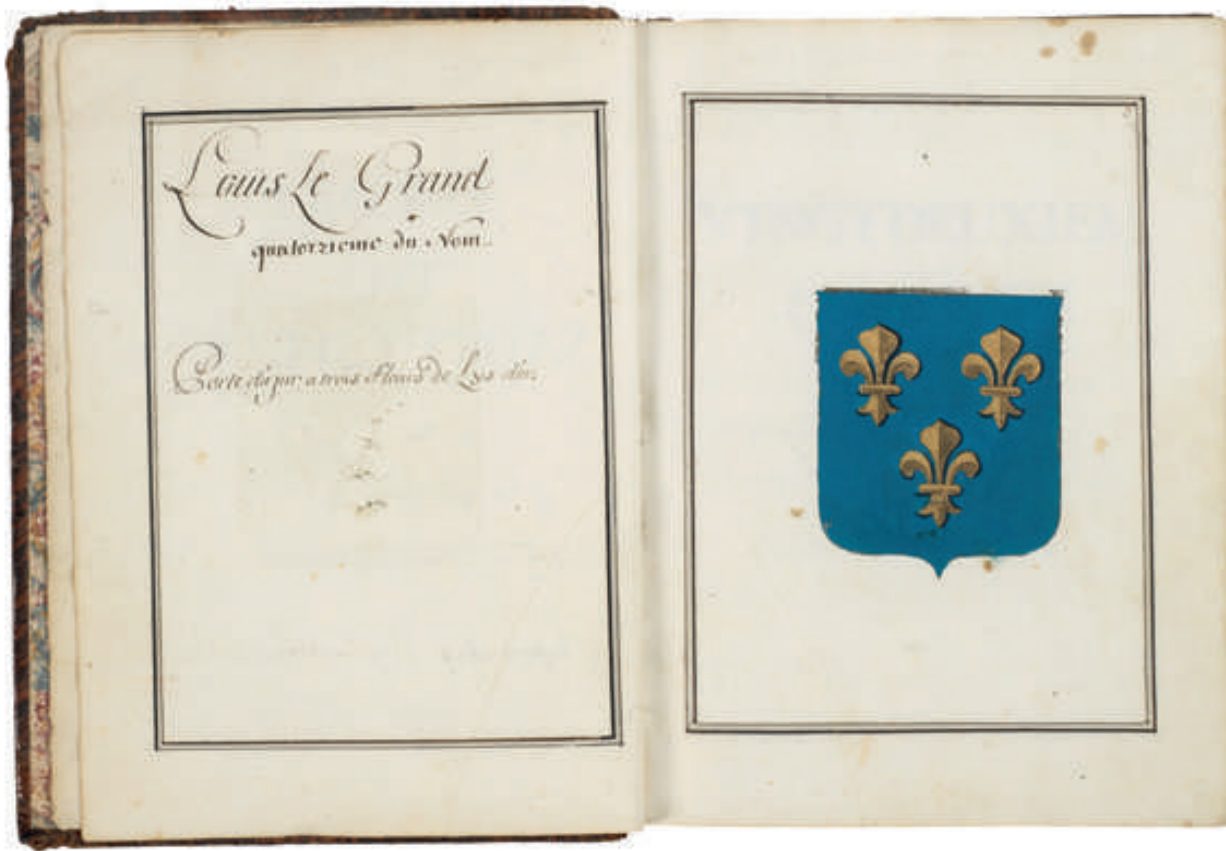 Louis Le Grand
quatorzieme du Nom.
Porte d'azur a trois fleurs de Lys d'or.